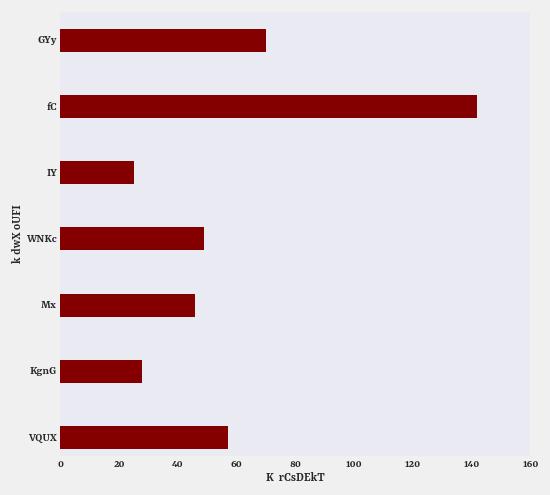 GYy
fC
IY
WNKc
Mx
KgnG
VQUX
k dwX oUFI
0 20 40 60 80 100 120 140 160
K rCsDEkT